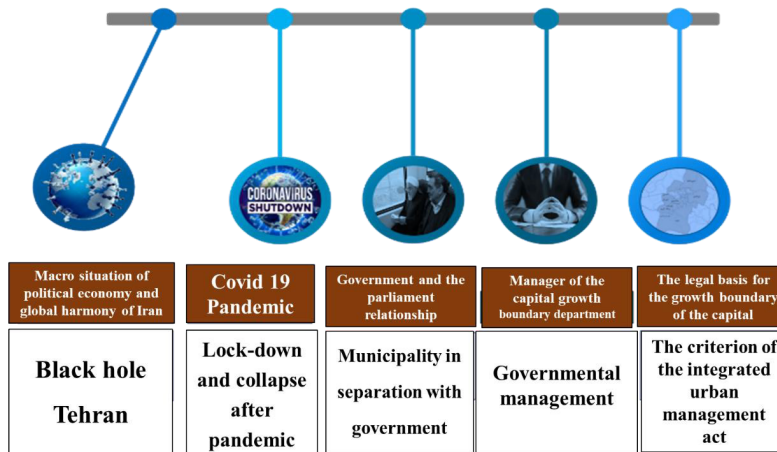 CORONAVIRUS
SHUTDOWN
Macro situation of
political economy and
global harmony of Iran
Covid 19
Pandemic
Government and the
parliament
relationship
Manager of the
capital growth
boundary department
The legal basis for
the growth boundary
of the capital
Black hole
Tehran
Lock-down
and collapse
after
pandemic
Municipality in
separation with
government
Governmental
management
The criterion of
the integrated
urban
management
act